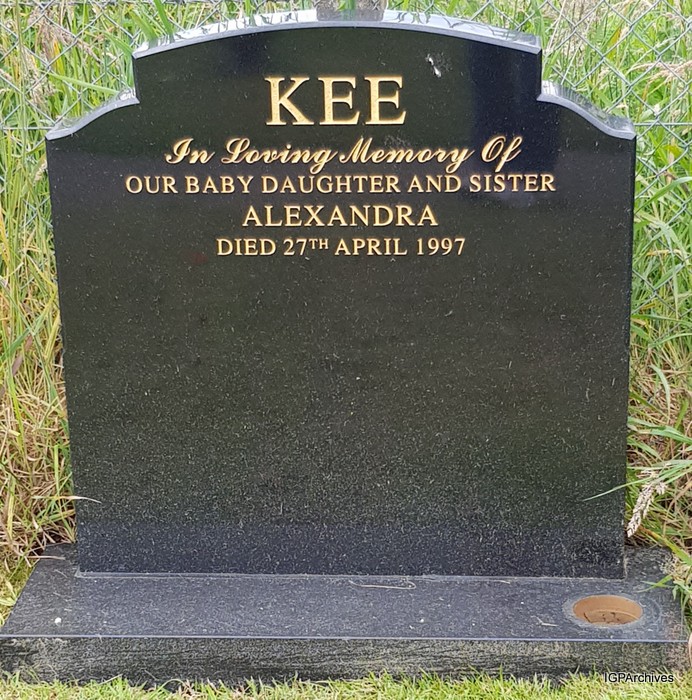 KEE
In Loving Memory Of
OUR BABY DAUGHTER AND SISTER
ALEXANDRA
DIED 27TH APRIL 1997
IGPArchives